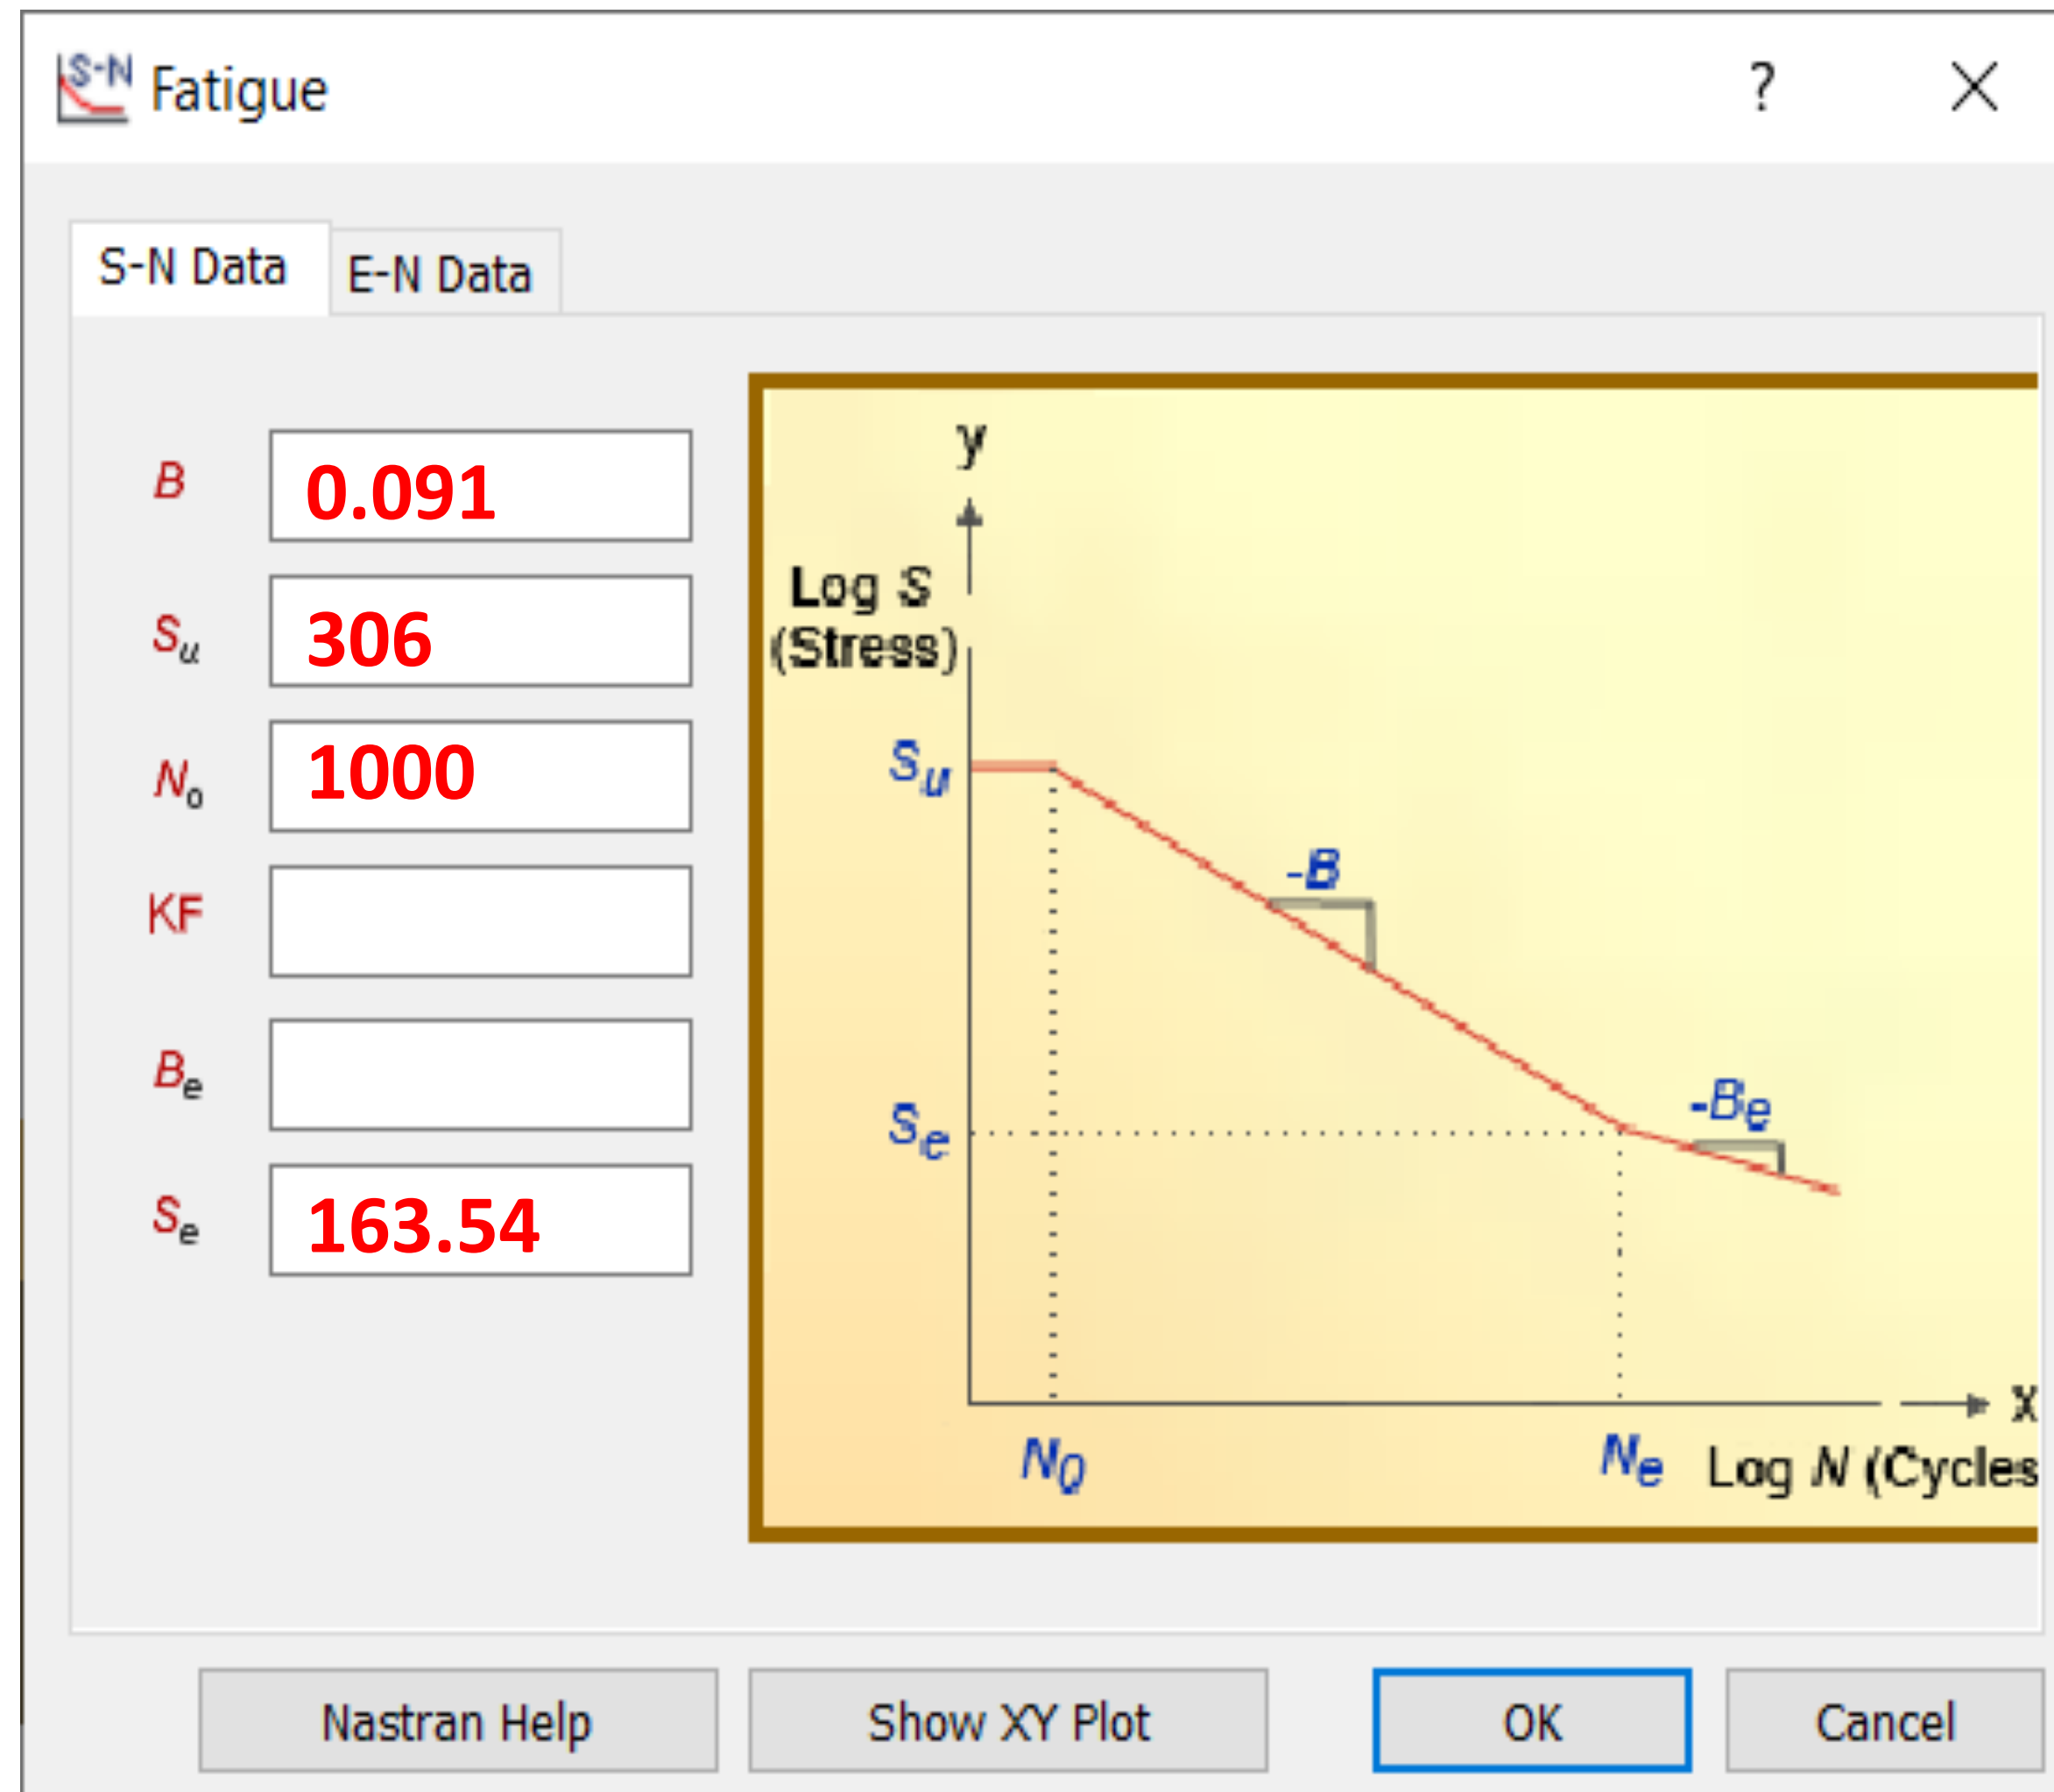 S-N Fatigue ? X
S-N Data E-N Data
B 0.091
Su 306
No 1000
KF
Be
Se 163.54
y
Log S
(Stress)
Su
-B
Se
-Be
x
N0
Ne
Log N (Cycles
Nastran Help
Show XY Plot
OK
Cancel